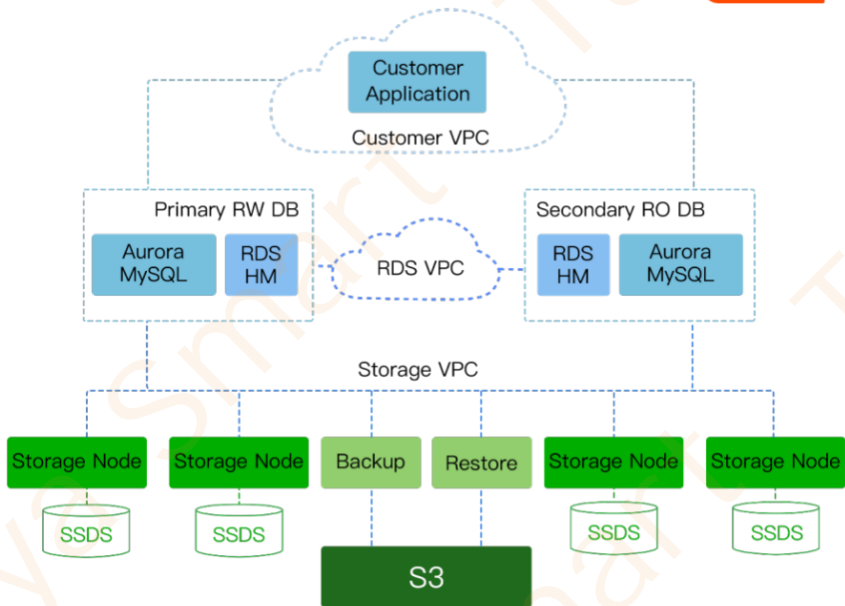 Customer
Application
Customer VPC
Primary RW DB
Aurora
MySQL
RDS
HM
RDS VPC
Secondary RO DB
RDS
HM
Aurora
MySQL
Storage VPC
Storage Node
Storage Node
Backup
Restore
Storage Node
Storage Node
SSDS
SSDS
SSDS
SSDS
S3